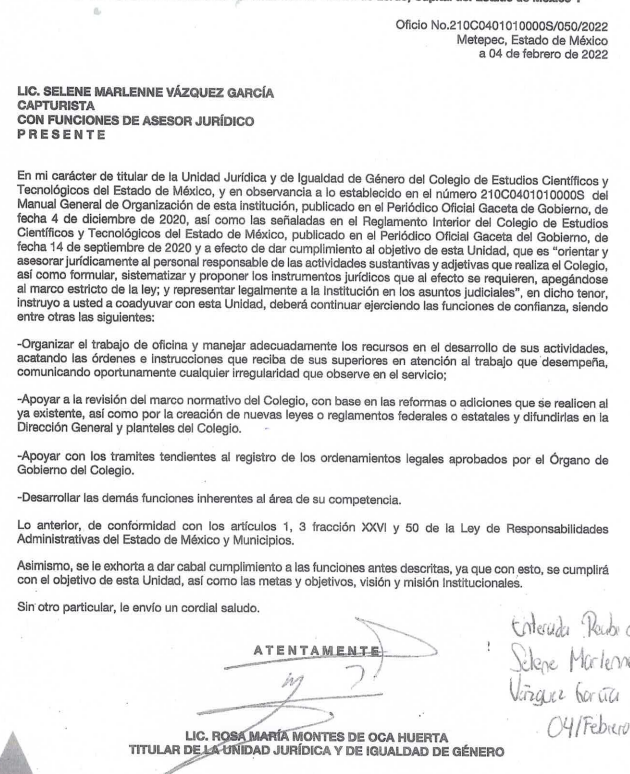 Oficio No.210C0401010000S/050/2022
Metepec, Estado de México
a 04 de febrero de 2022
LIC. SELENE MARLENNE VÁZQUEZ GARCÍA
CAPTURISTA
CON FUNCIONES DE ASESOR JURÍDICO
P R E S E N T E
En mi carácter de titular de la Unidad Jurídica y de Igualdad de Género del Colegio de Estudios Científicos y
Tecnológicos del Estado de México, y en observancia a lo establecido en el número 210C0401010000S del
Manual General de Organización de esta institución, publicado en el Periódico Oficial Gaceta de Gobierno, de
fecha 4 de diciembre de 2020, así como las señaladas en el Reglamento Interior del Colegio de Estudios
Científicos y Tecnológicos del Estado de México, publicado en el Periódico Oficial Gaceta del Gobierno, de
fecha 14 de septiembre de 2020 y a efecto de dar cumplimiento al objetivo de esta Unidad, que es "orientar y
asesorar jurídicamente al personal responsable de las actividades sustantivas y adjetivas que realiza el Colegio,
así como formular, sistematizar y proponer los instrumentos jurídicos que al efecto se requieren, apegándose
al marco estricto de la ley; y representar legalmente a la Institución en los asuntos judiciales", en dicho tenor,
instruyo a usted a coadyuvar con esta Unidad, deberá continuar ejerciendo las funciones de confianza, siendo
entre otras las siguientes:
-Organizar el trabajo de oficina y manejar adecuadamente los recursos en el desarrollo de sus actividades,
acatando las órdenes e instrucciones que reciba de sus superiores en atención al trabajo que desempeña,
comunicando oportunamente cualquier irregularidad que observe en el servicio;
-Apoyar a la revisión del marco normativo del Colegio, con base en las reformas o adiciones que se realicen al
ya existente, así como por la creación de nuevas leyes o reglamentos federales o estatales y difundirlas en la
Dirección General y planteles del Colegio.
-Apoyar con los tramites tendientes al registro de los ordenamientos legales aprobados por el Órgano de
Gobierno del Colegio.
-Desarrollar las demás funciones inherentes al área de su competencia.
Lo anterior, de conformidad con los artículos 1, 3 fracción XXVI y 50 de la Ley de Responsabilidades
Administrativas del Estado de México y Municipios.
Asimismo, se le exhorta a dar cabal cumplimiento a las funciones antes descritas, ya que con esto, se cumplirá
con el objetivo de esta Unidad, así como las metas y objetivos, visión y misión Institucionales.
Sin otro particular, le envío un cordial saludo.
A T E N T A M E N T E
LIC. ROSA MARÍA MONTES DE OCA HUERTA
TITULAR DE LA UNIDAD JURÍDICA Y DE IGUALDAD DE GÉNERO
Enterada
Selene Marlenne
Vázquez García
04/Febrero